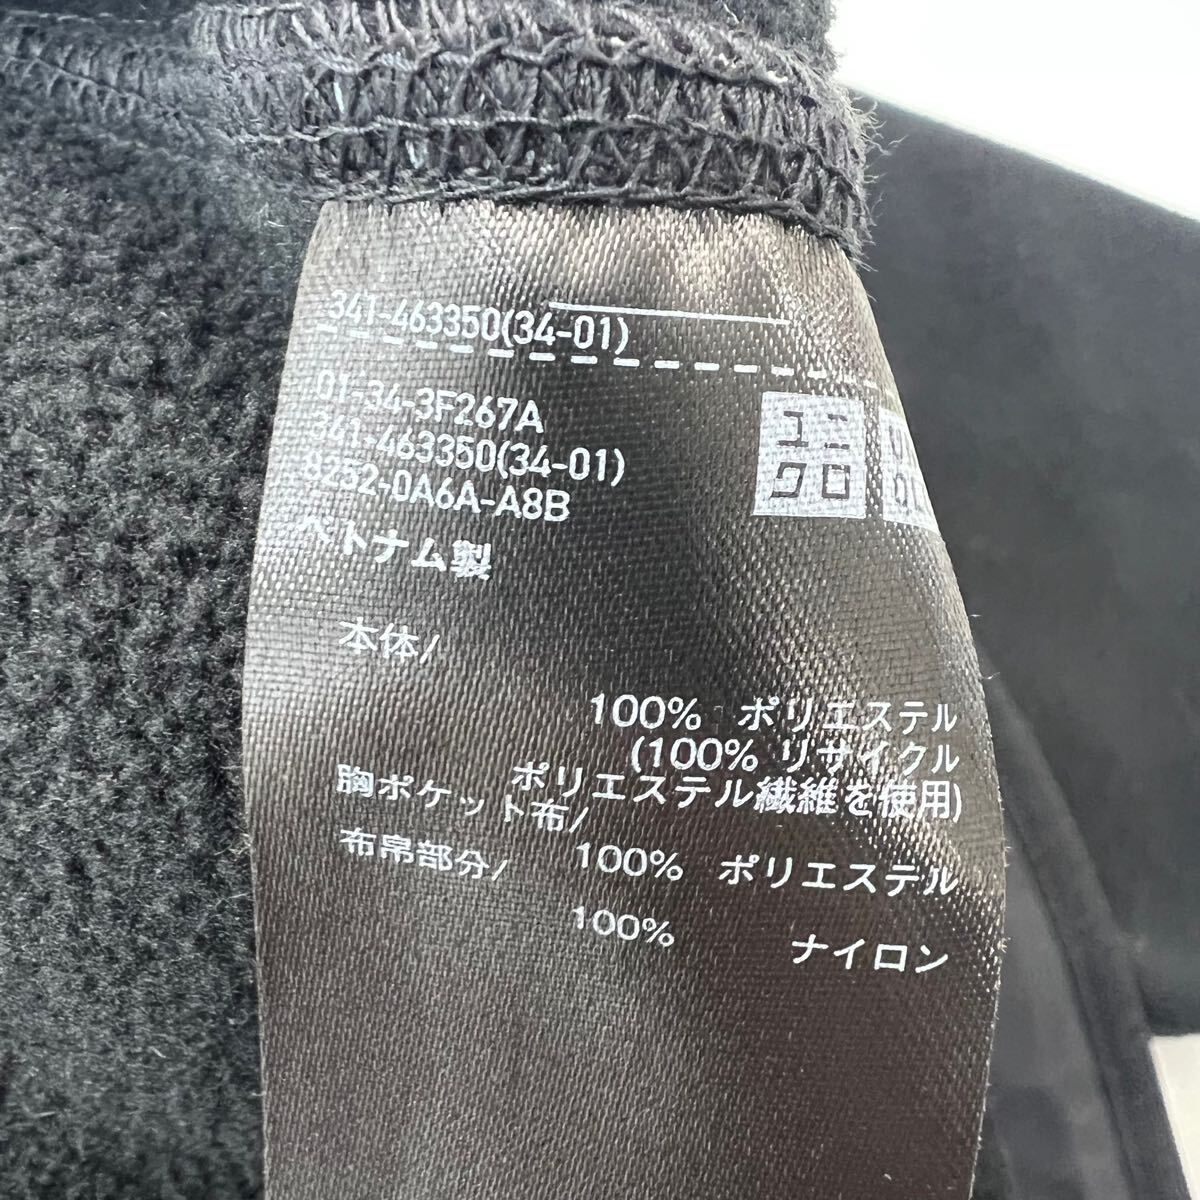 341-463350(34-01)
01-34-3F267A
341-463350(34-01)
8252-0A6A-A8B
ベトナム製
ユニ
クロ
本体/
100% ポリエステル
(100% リサイクル
ポリエステル繊維を使用)
胸ポケット布/
100% ポリエステル
布帛部分/
100% ナイロン